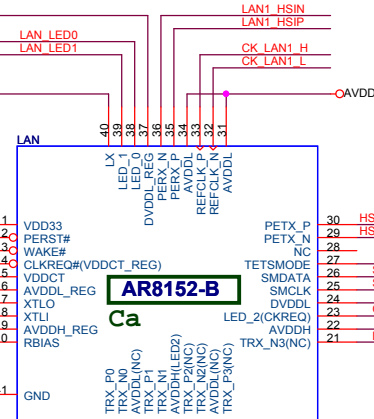 LAN1_HSIN
LAN1_HSIP
LAN_LED0
LAN_LED1
CK_LAN1_H
CK_LAN1_L
AVDD
40 39 38 37 36 35 34 33 32 31
LAN
LX
LED_1
LED_0
DVDDL_REG
PERX_N
PERX_P
AVDDL
REFCLK_P
REFCLK_N
AVDDL
1 VDD33
2 PERST#
3 WAKE#
4 CLKREQ#(VDDCT_REG)
5 VDDCT
6 AVDDL_REG
7 XTLO
8 XTLI
9 AVDDH_REG
0 RBIAS
PETX_P 30 HS
PETX_N 29 HS
NC 28
TETSMODE 27
SMDATA 26
SMCLK 25
DVDDL 24
LED_2(CKREQ) 23
AVDDH 22
TRX_N3(NC) 21
AR8152-B
Ca
TRX_P0
TRX_N0
AVDDL(NC)
TRX_P1
TRX_N1
AVDDH(LED2)
TRX_P2(NC)
TRX_N2(NC)
AVDDL(NC)
TRX_P3(NC)
41 GND